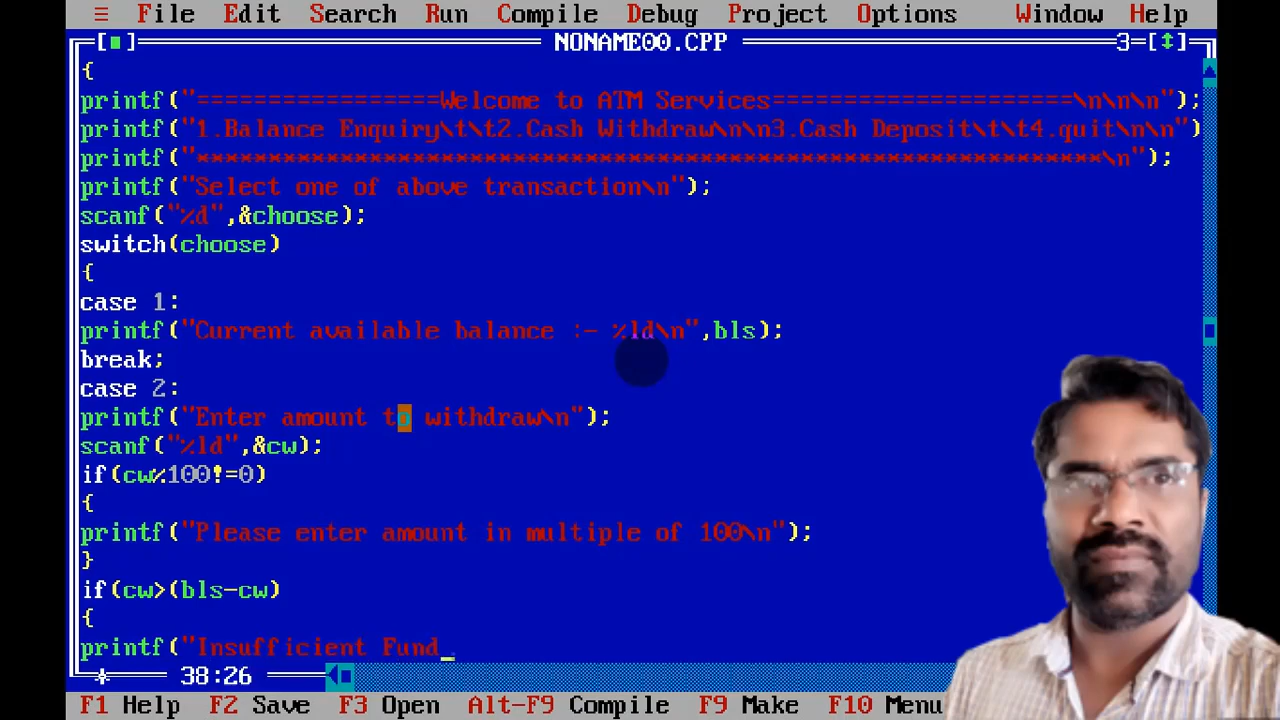 ≡ File Edit Search Run Compile Debug Project Options Window Help
[■] NONAME00.CPP 3=[↕]
{
printf("=================Welcome to ATM Services=====================\n\n\n");
printf("1.Balance Enquiry\t\t2.Cash Withdraw\n\n3.Cash Deposit\t\t4.quit\n\n")
printf("***************************************************************\n");
printf("Select one of above transaction\n");
scanf("%d",&choose);
switch(choose)
{
case 1:
printf("Current available balance :- %ld\n",bls);
break;
case 2:
printf("Enter amount to withdraw\n");
scanf("%ld",&cw);
if(cw%100!=0)
{
printf("Please enter amount in multiple of 100\n");
}
if(cw>(bls-cw)
{
printf("Insufficient Fund_
38:26
F1 Help F2 Save F3 Open Alt-F9 Compile F9 Make F10 Menu